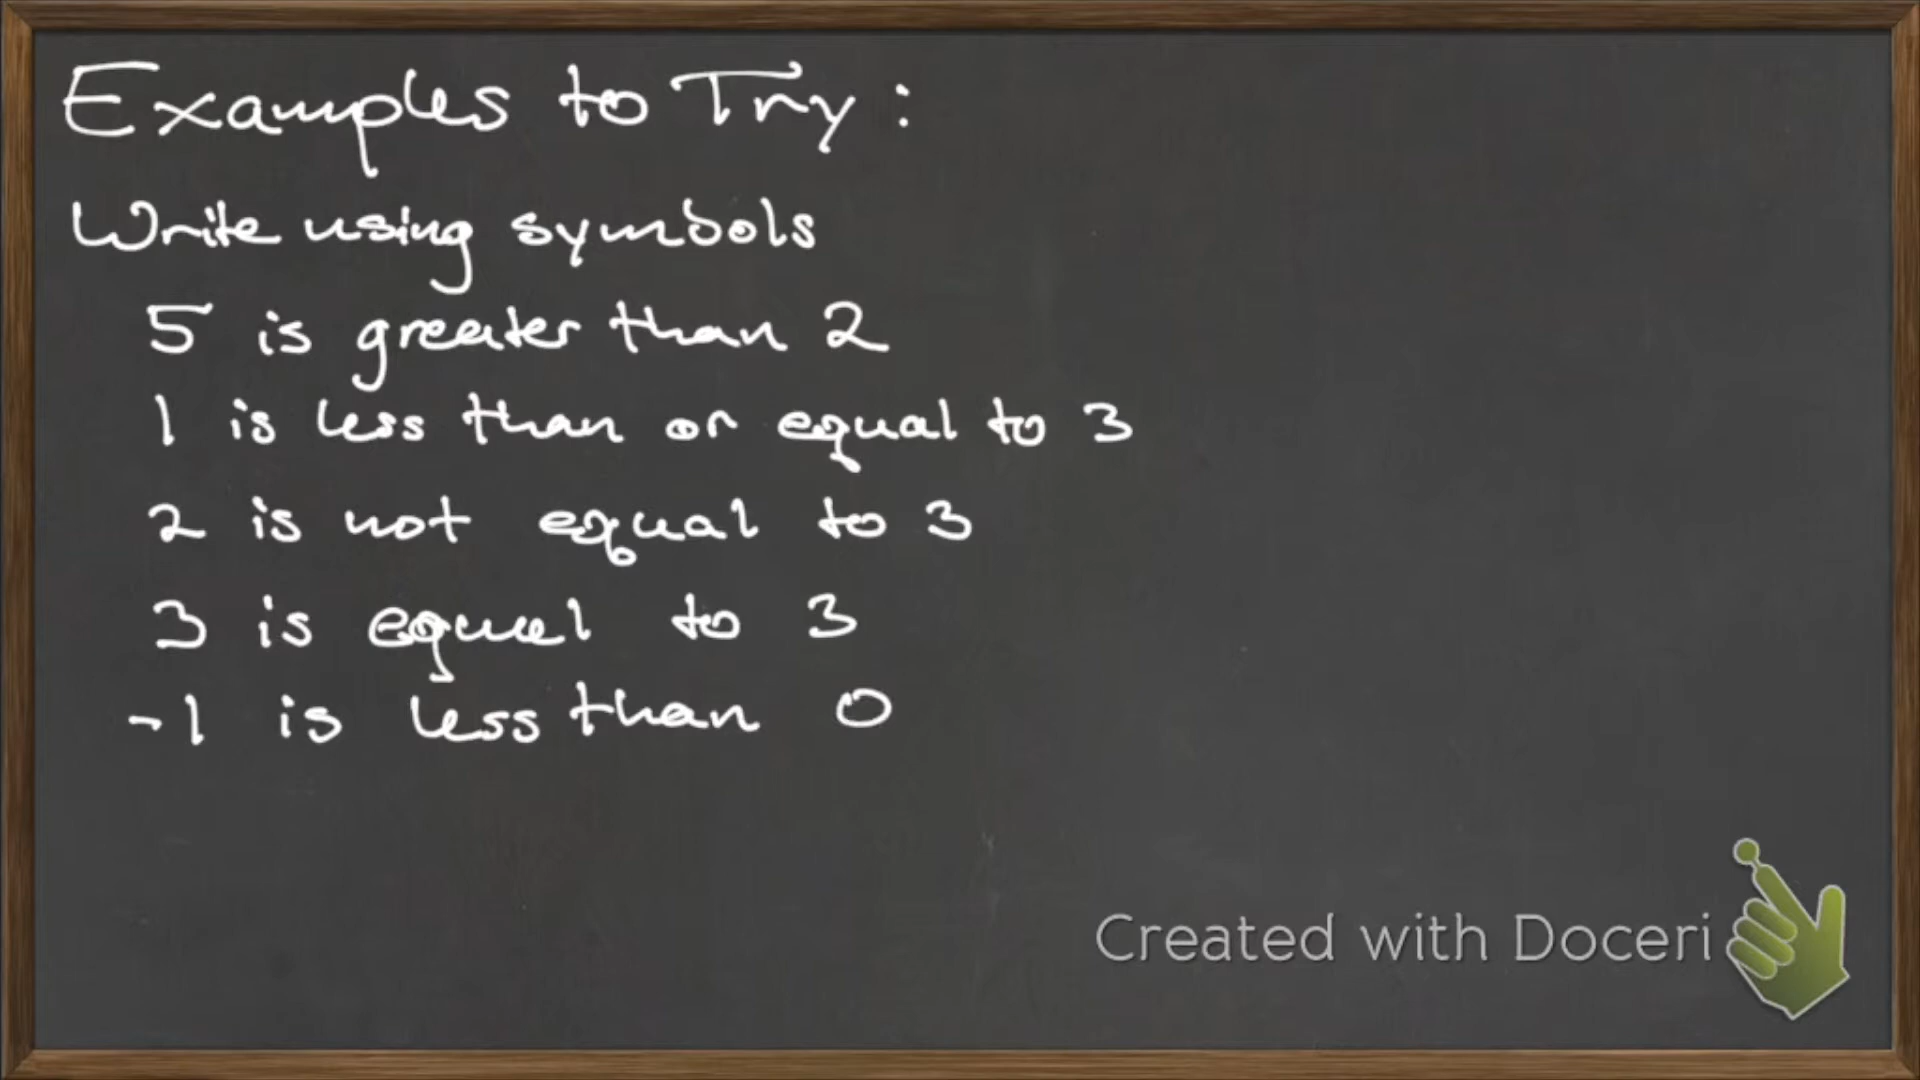 Examples to Try:
Write using symbols
5 is greater than 2
1 is less than or equal to 3
2 is not equal to 3
3 is equal to 3
-1 is less than 0
Created with Doceri